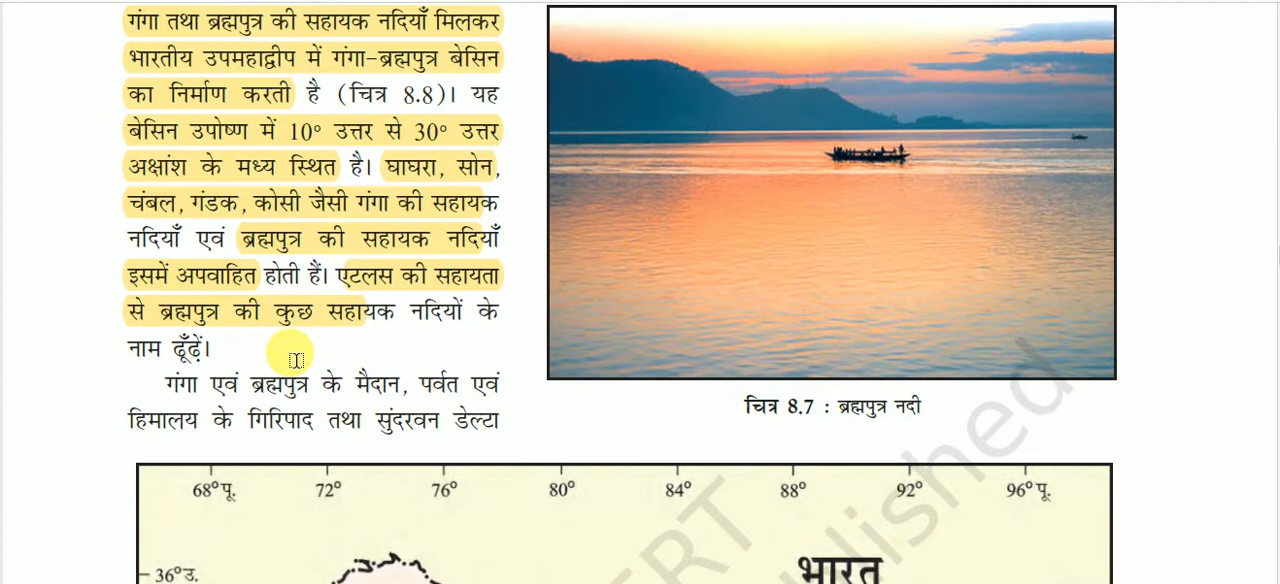 गंगा तथा ब्रह्मपुत्र की सहायक नदियाँ मिलकर
भारतीय उपमहाद्वीप में गंगा-ब्रह्मपुत्र बेसिन
का निर्माण करती है (चित्र 8.8)। यह
बेसिन उपोष्ण में 10° उत्तर से 30° उत्तर
अक्षांश के मध्य स्थित है। घाघरा, सोन,
चंबल, गंडक, कोसी जैसी गंगा की सहायक
नदियाँ एवं ब्रह्मपुत्र की सहायक नदियाँ
इसमें अपवाहित होती हैं। एटलस की सहायता
से ब्रह्मपुत्र की कुछ सहायक नदियों के
नाम ढूँढ़ें।
गंगा एवं ब्रह्मपुत्र के मैदान, पर्वत एवं
हिमालय के गिरिपाद तथा सुंदरवन डेल्टा
चित्र 8.7 : ब्रह्मपुत्र नदी
68° पू. 72° 76° 80° 84° 88° 92° 96° पू.
36° उ.
भारत